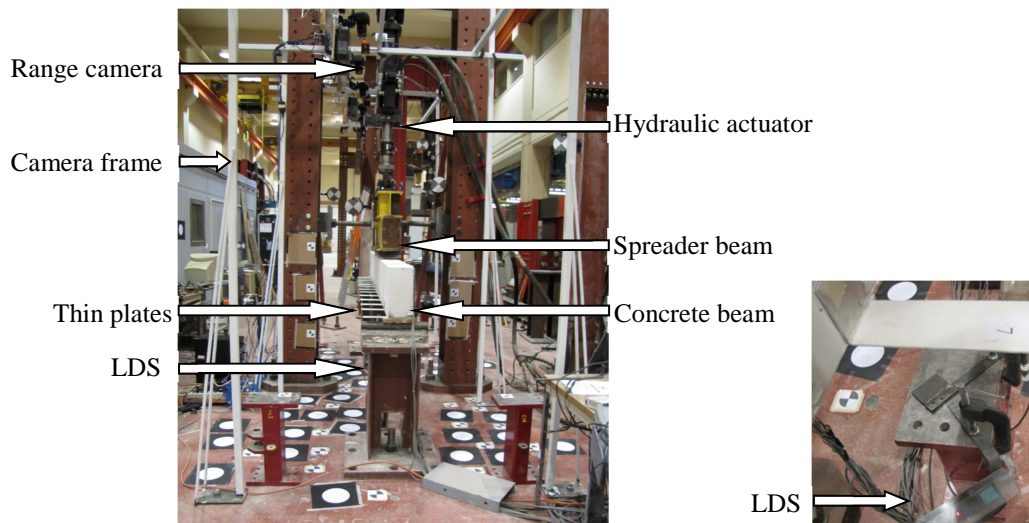 Range camera
Hydraulic actuator
Camera frame
Spreader beam
Thin plates
Concrete beam
LDS
LDS